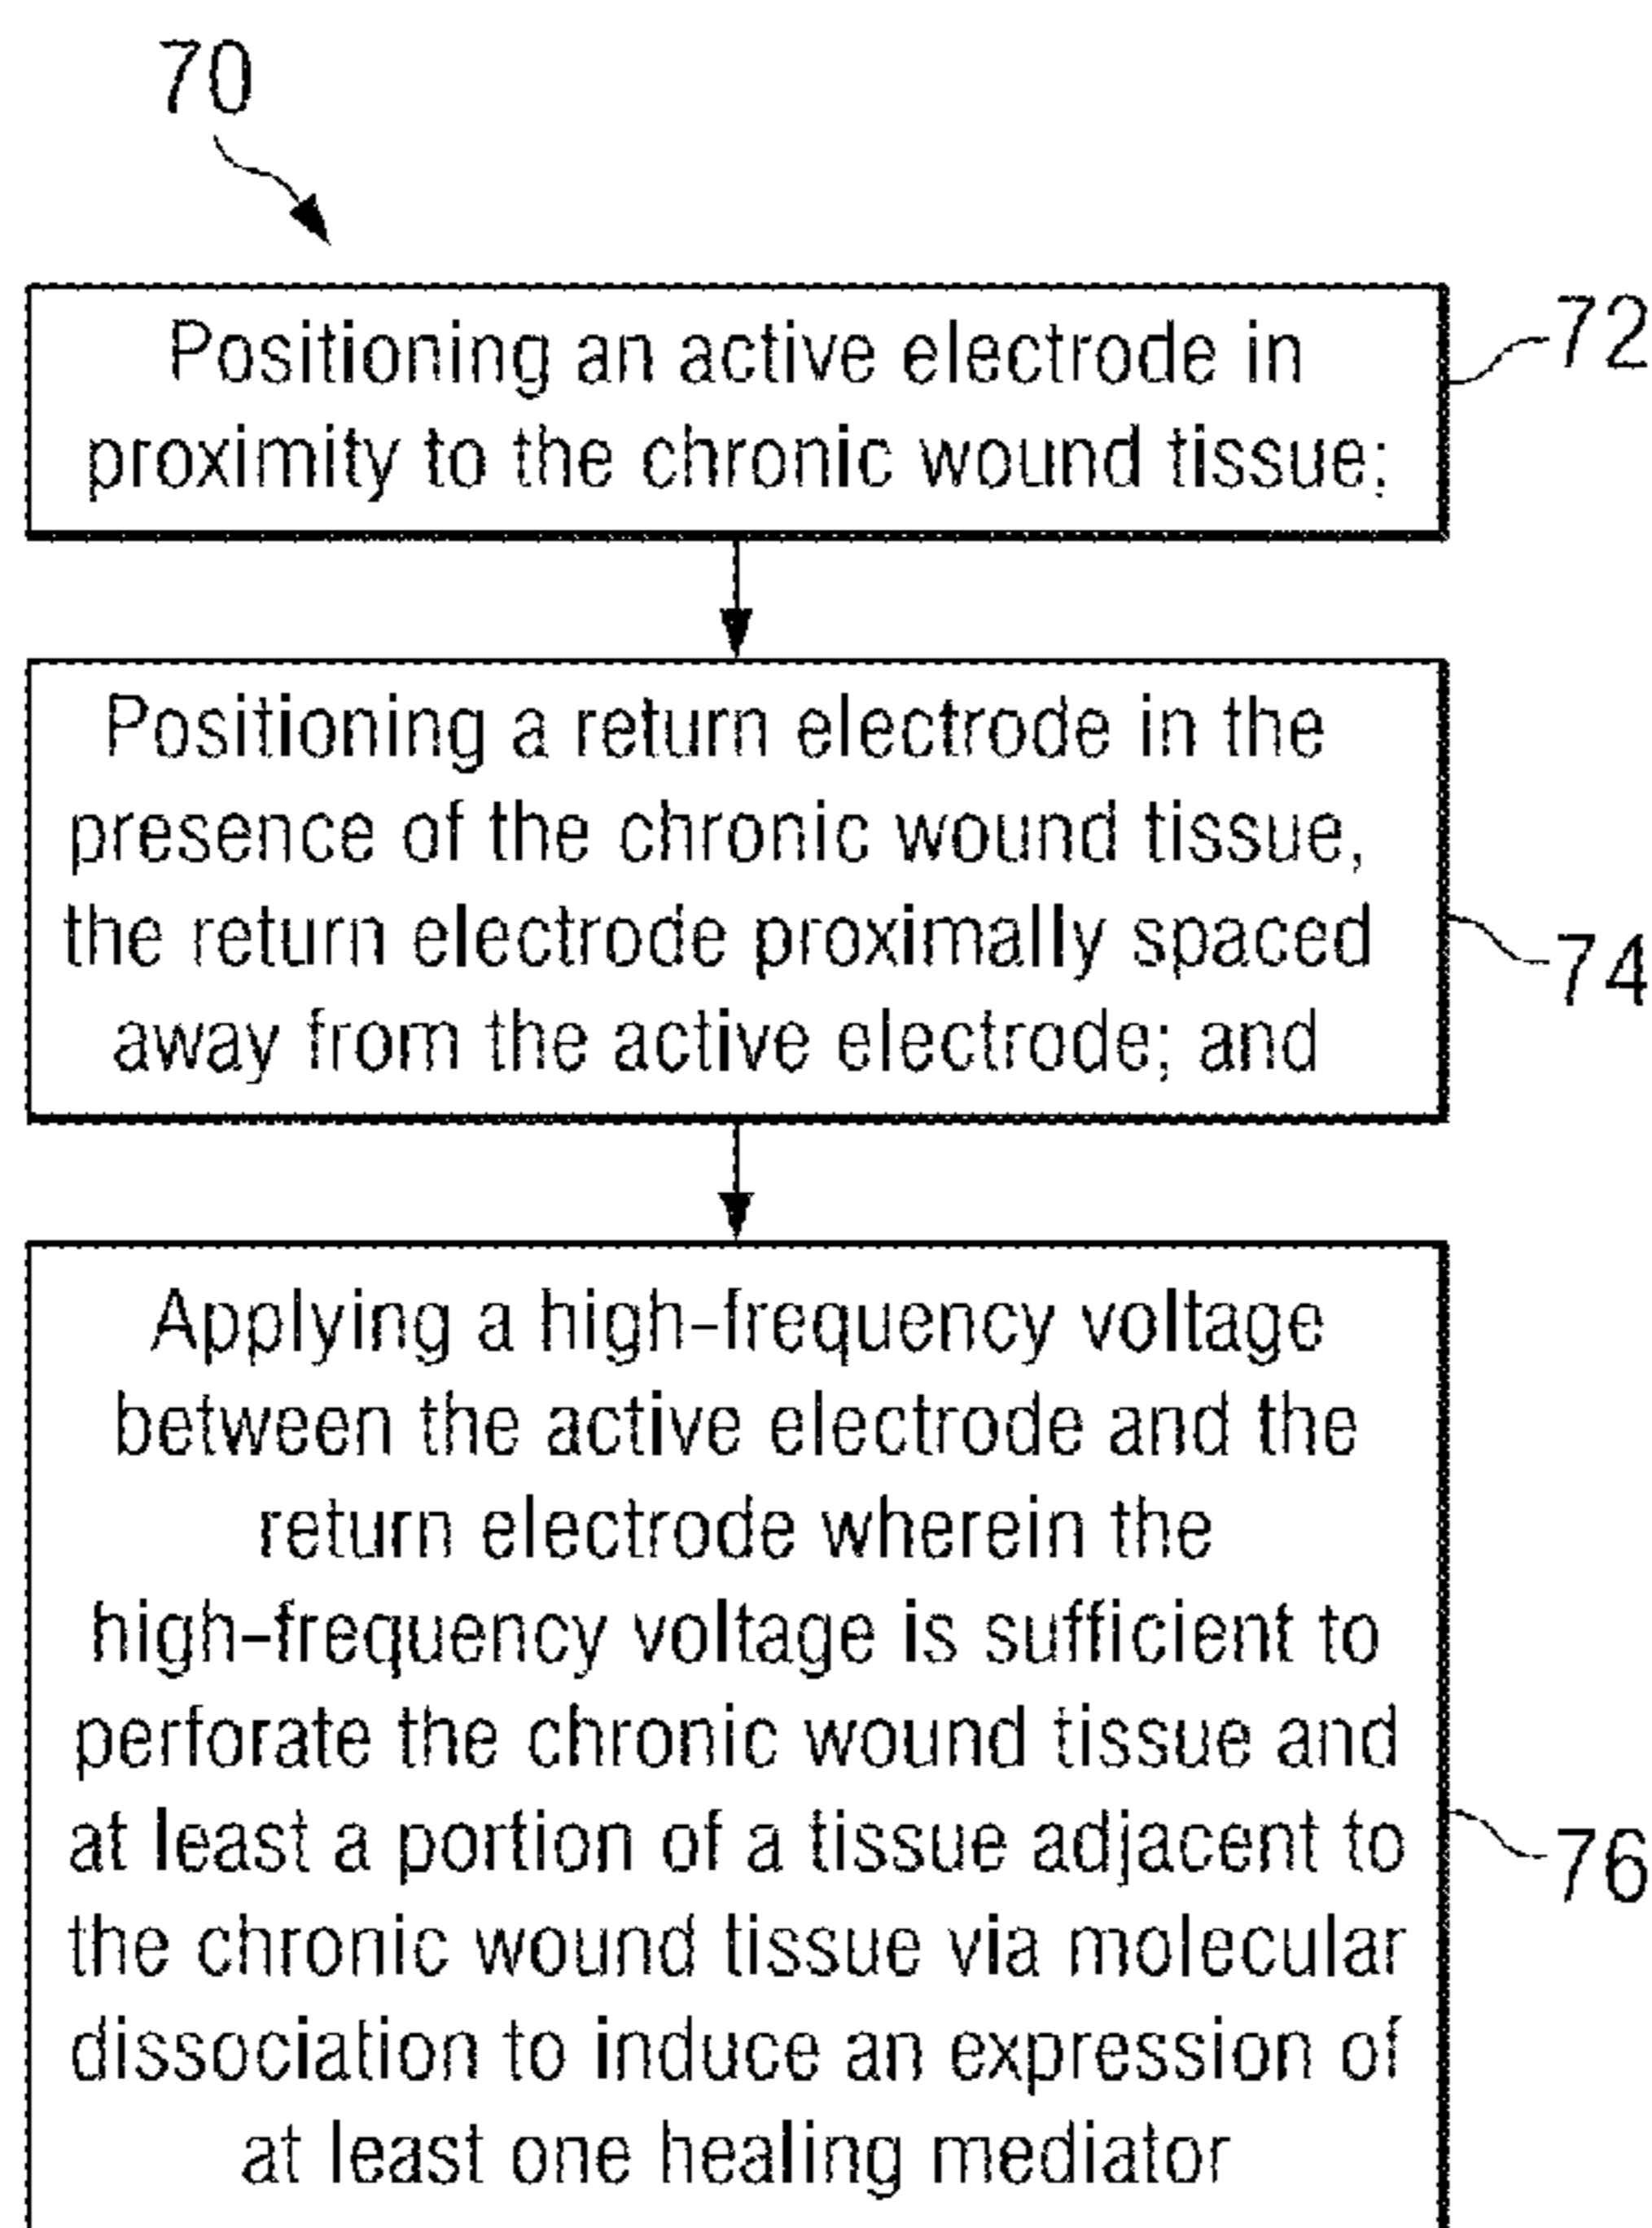 70
Positioning an active electrode in
proximity to the chronic wound tissue;
72
Positioning a return electrode in the
presence of the chronic wound tissue,
the return electrode proximally spaced
away from the active electrode; and
74
Applying a high-frequency voltage
between the active electrode and the
return electrode wherein the
high-frequency voltage is sufficient to
perforate the chronic wound tissue and
at least a portion of a tissue adjacent to
the chronic wound tissue via molecular
dissociation to induce an expression of
at least one healing mediator
76